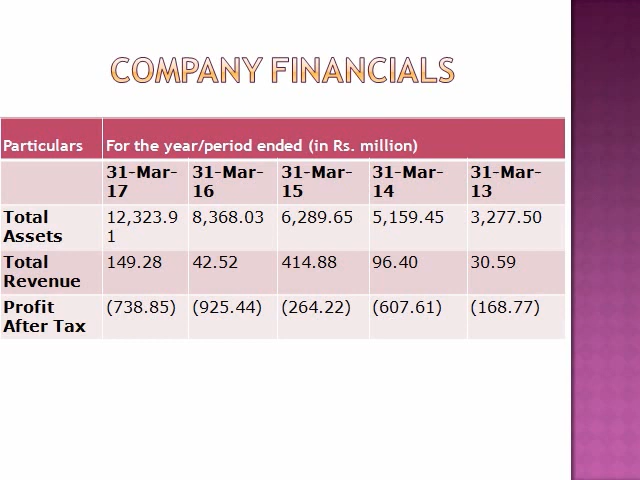 COMPANY FINANCIALS
Particulars For the year/period ended (in Rs. million)
31-Mar- 31-Mar- 31-Mar- 31-Mar- 31-Mar-
17 16 15 14 13
Total 12,323.9 8,368.03 6,289.65 5,159.45 3,277.50
Assets 1
Total 149.28 42.52 414.88 96.40 30.59
Revenue
Profit (738.85) (925.44) (264.22) (607.61) (168.77)
After Tax